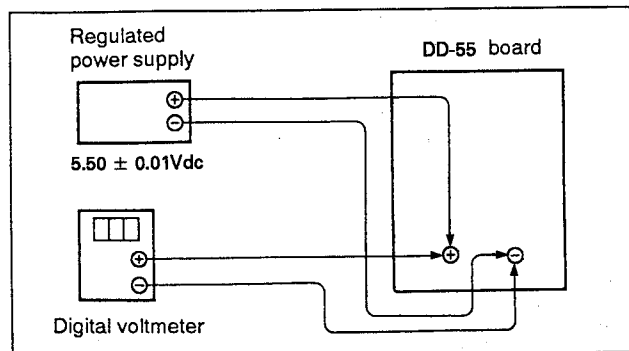 Regulated
power supply
DD-55 board
⊕
⊖
5.50 ± 0.01Vdc
⊕
⊖
⊕
⊖
Digital voltmeter